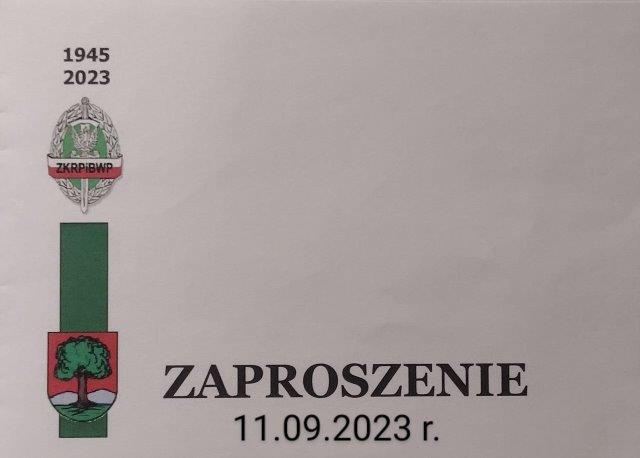 1945
2023
ZKRPiBWP
ZAPROSZENIE
11.09.2023 r.